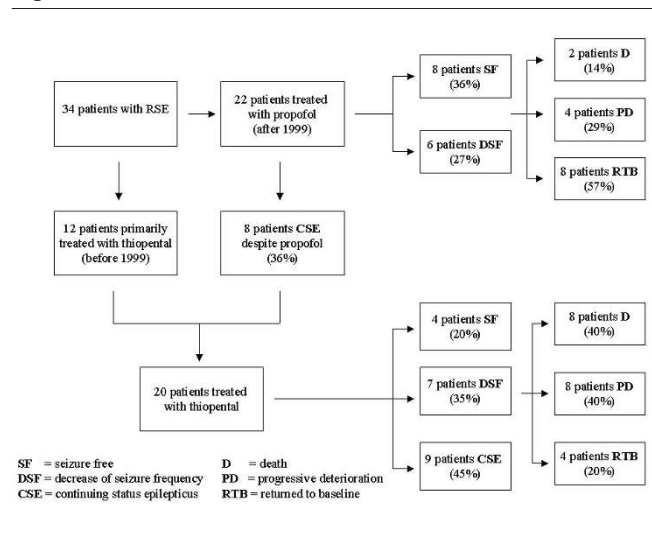 34 patients with RSE
22 patients treated
with propofol
(after 1999)
8 patients SF
(36%)
6 patients DSF
(27%)
2 patients D
(14%)
4 patients PD
(29%)
8 patients RTB
(57%)
12 patients primarily
treated with thiopental
(before 1999)
8 patients CSE
despite propofol
(36%)
20 patients treated
with thiopental
4 patients SF
(20%)
7 patients DSF
(35%)
9 patients CSE
(45%)
8 patients D
(40%)
8 patients PD
(40%)
4 patients RTB
(20%)
SF = seizure free
DSF = decrease of seizure frequency
CSE = continuing status epilepticus
D = death
PD = progressive deterioration
RTB = returned to baseline